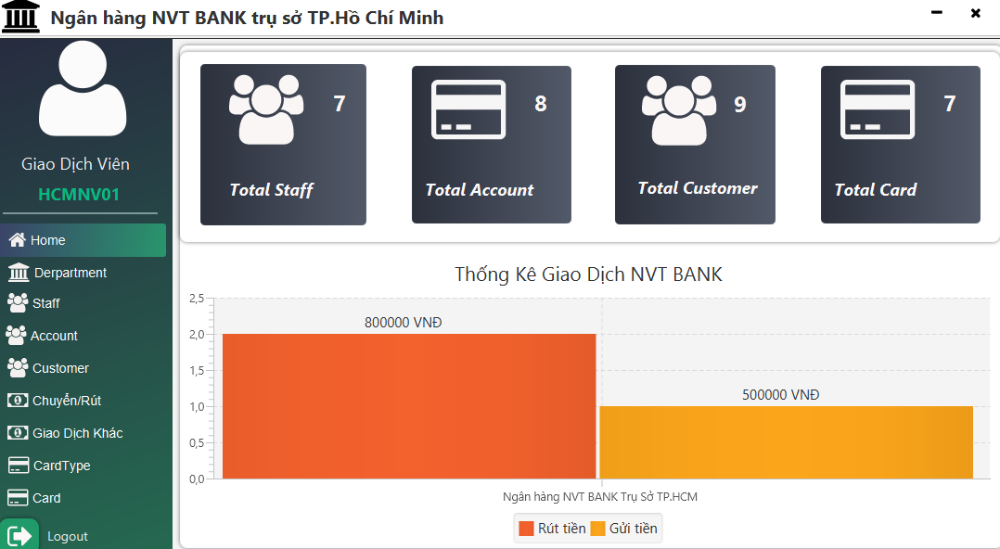 Ngân hàng NVT BANK trụ sở TP.Hồ Chí Minh
Giao Dịch Viên
HCMNV01
Home
Derpartment
Staff
Account
Customer
Chuyển/Rút
Giao Dịch Khác
CardType
Card
Logout
7
Total Staff
8
Total Account
9
Total Customer
7
Total Card
Thống Kê Giao Dịch NVT BANK
2,5
2,0
1,5
1,0
0,5
0,0
800000 VNĐ
500000 VNĐ
Ngân hàng NVT BANK Trụ Sở TP.HCM
Rút tiền
Gửi tiền